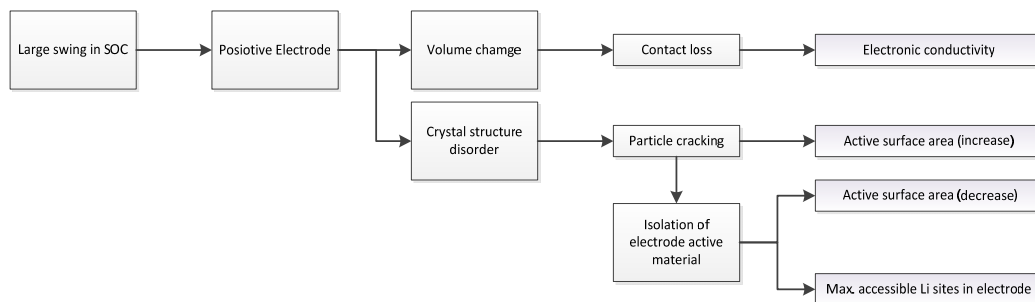 Large swing in SOC
Posiotive Electrode
Volume chamge
Contact loss
Electronic conductivity
Crystal structure
disorder
Particle cracking
Active surface area (increase)
Active surface area (decrease)
Isolation of
electrode active
material
Max. accessible Li sites in electrode